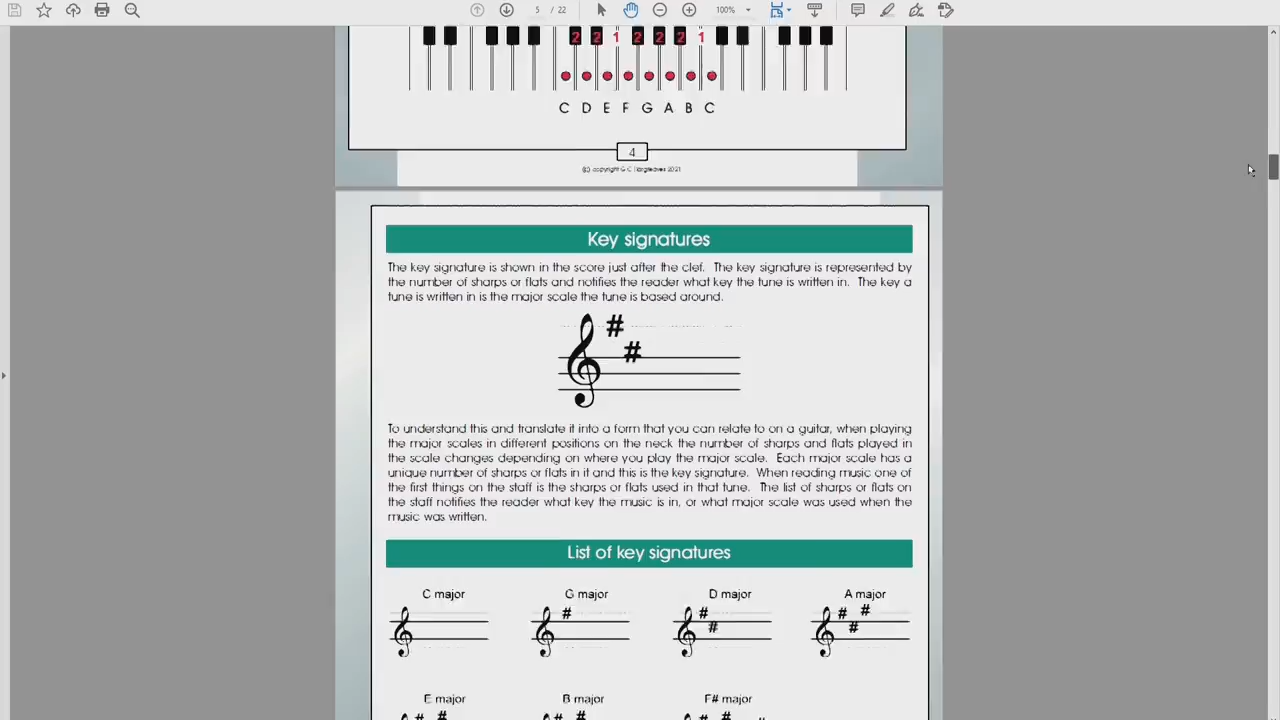 5 / 22
100%
2 2 1 2 2 2 1
C D E F G A B C
4
(c) copyright G C Hargreaves 2021
Key signatures
The key signature is shown in the score just after the clef. The key signature is represented by
the number of sharps or flats and notifies the reader what key the tune is written in. The key a
tune is written in is the major scale the tune is based around.
To understand this and translate it into a form that you can relate to on a guitar, when playing
the major scales in different positions on the neck the number of sharps and flats played in
the scale changes depending on where you play the major scale. Each major scale has a
unique number of sharps or flats in it and this is the key signature. When reading music one of
the first things on the staff is the sharps or flats used in that tune. The list of sharps or flats on
the staff notifies the reader what key the music is in, or what major scale was used when the
music was written.
List of key signatures
C major G major D major A major
E major B major F# major